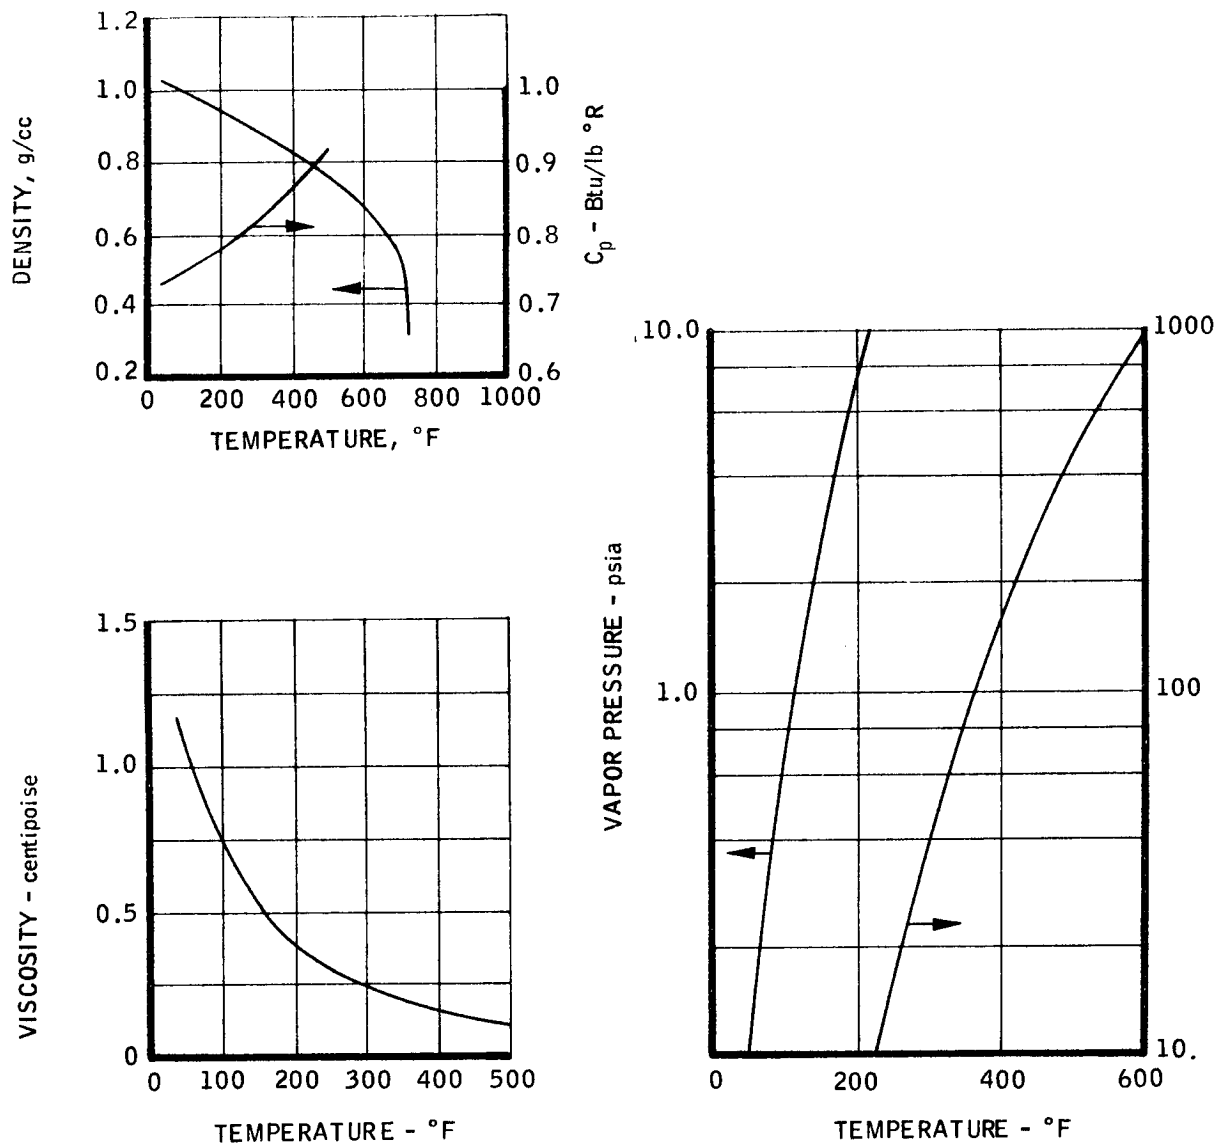 1.2
1.0
0.8
0.6
0.4
0.2
DENSITY, g/cc
1.0
0.9
0.8
0.7
0.6
Cp - Btu/lb °R
0 200 400 600 800 1000
TEMPERATURE, °F
1.5
1.0
0.5
0
VISCOSITY - centipoise
0 100 200 300 400 500
TEMPERATURE - °F
10.0
1.0
VAPOR PRESSURE - psia
1000
100
10.
0 200 400 600
TEMPERATURE - °F